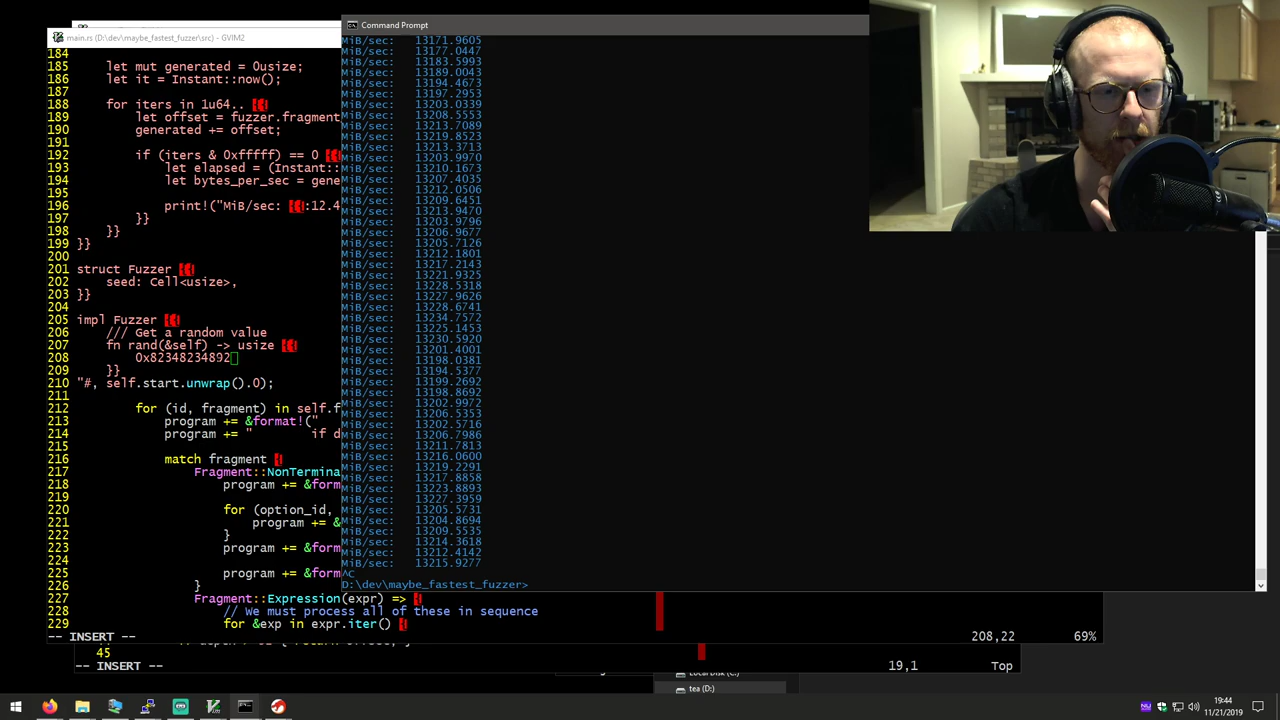 Command Prompt
main.rs (D:\dev\maybe_fastest_fuzzer\src) - GVIM2
184
185 let mut generated = 0usize;
186 let it = Instant::now();
187
188 for iters in 1u64.. {{
189 let offset = fuzzer.fragment
190 generated += offset;
191
192 if (iters & 0xfffff) == 0 {{
193 let elapsed = (Instant::
194 let bytes_per_sec = gene
195
196 print!("MiB/sec: {{:12.4
197 }}
198 }}
199 }}
200
201 struct Fuzzer {{
202 seed: Cell<usize>,
203 }}
204
205 impl Fuzzer {{
206 /// Get a random value
207 fn rand(&self) -> usize {{
208 0x82348234892
209 }}
210 "#, self.start.unwrap().0);
211
212 for (id, fragment) in self.f
213 program += &format!("
214 program += " if d
215
216 match fragment {
217 Fragment::NonTermina
218 program += &form
219
220 for (option_id,
221 program += &
222 }
223 program += &form
224
225 program += &form
226 }
227 Fragment::Expression(expr) => {
228 // We must process all of these in sequence
229 for &exp in expr.iter() {
-- INSERT --
208,22
69%
45
-- INSERT --
19,1
Top
MiB/sec: 13171.9605
MiB/sec: 13177.0447
MiB/sec: 13183.5993
MiB/sec: 13189.0043
MiB/sec: 13194.4673
MiB/sec: 13197.2953
MiB/sec: 13203.0339
MiB/sec: 13208.5553
MiB/sec: 13213.7089
MiB/sec: 13219.8523
MiB/sec: 13213.3713
MiB/sec: 13203.9970
MiB/sec: 13210.1673
MiB/sec: 13207.4035
MiB/sec: 13212.0506
MiB/sec: 13209.6451
MiB/sec: 13213.9470
MiB/sec: 13203.9796
MiB/sec: 13206.9677
MiB/sec: 13205.7126
MiB/sec: 13212.1801
MiB/sec: 13217.2143
MiB/sec: 13221.9325
MiB/sec: 13228.5318
MiB/sec: 13227.9626
MiB/sec: 13228.6741
MiB/sec: 13234.7572
MiB/sec: 13225.1453
MiB/sec: 13230.5920
MiB/sec: 13201.4001
MiB/sec: 13198.0381
MiB/sec: 13194.5377
MiB/sec: 13199.2692
MiB/sec: 13198.8692
MiB/sec: 13202.9972
MiB/sec: 13206.5353
MiB/sec: 13202.5716
MiB/sec: 13206.7986
MiB/sec: 13211.7813
MiB/sec: 13216.0600
MiB/sec: 13219.2291
MiB/sec: 13217.8858
MiB/sec: 13223.8893
MiB/sec: 13227.3959
MiB/sec: 13205.5731
MiB/sec: 13204.8694
MiB/sec: 13209.5535
MiB/sec: 13214.3618
MiB/sec: 13212.4142
MiB/sec: 13215.9277
^C
D:\dev\maybe_fastest_fuzzer>
tea (D:)
19:44
11/21/2019